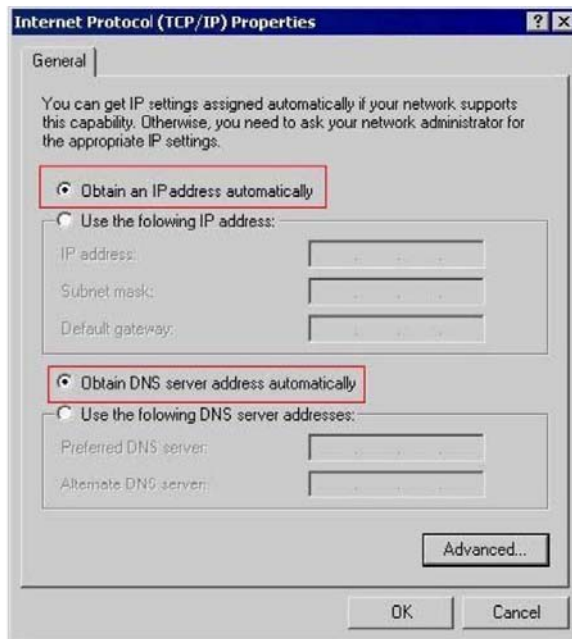 Internet Protocol (TCP/IP) Properties
General
You can get IP settings assigned automatically if your network supports
this capability. Otherwise, you need to ask your network administrator for
the appropriate IP settings.
Obtain an IP address automatically
Use the following IP address:
IP address:
Subnet mask:
Default gateway:
Obtain DNS server address automatically
Use the following DNS server addresses:
Preferred DNS server:
Alternate DNS server:
Advanced...
OK
Cancel